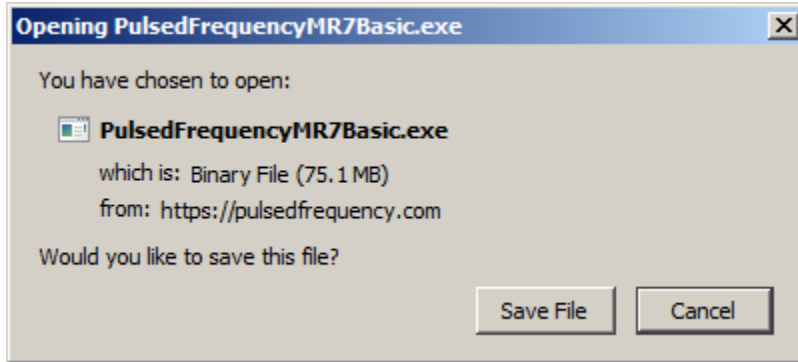 Opening PulsedFrequencyMR7Basic.exe
You have chosen to open:
PulsedFrequencyMR7Basic.exe
which is: Binary File (75.1 MB)
from: https://pulsedfrequency.com
Would you like to save this file?
Save File Cancel